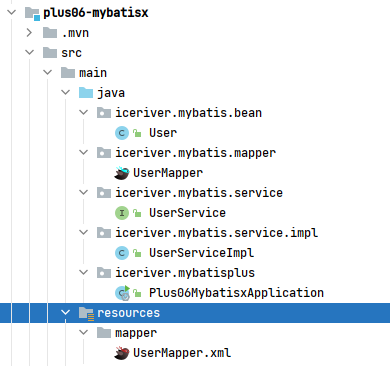 plus06-mybatisx
.mvn
src
main
java
iceriver.mybatis.bean
User
iceriver.mybatis.mapper
UserMapper
iceriver.mybatis.service
UserService
iceriver.mybatis.service.impl
UserServiceImpl
iceriver.mybatisplus
Plus06MybatisxApplication
resources
mapper
UserMapper.xml